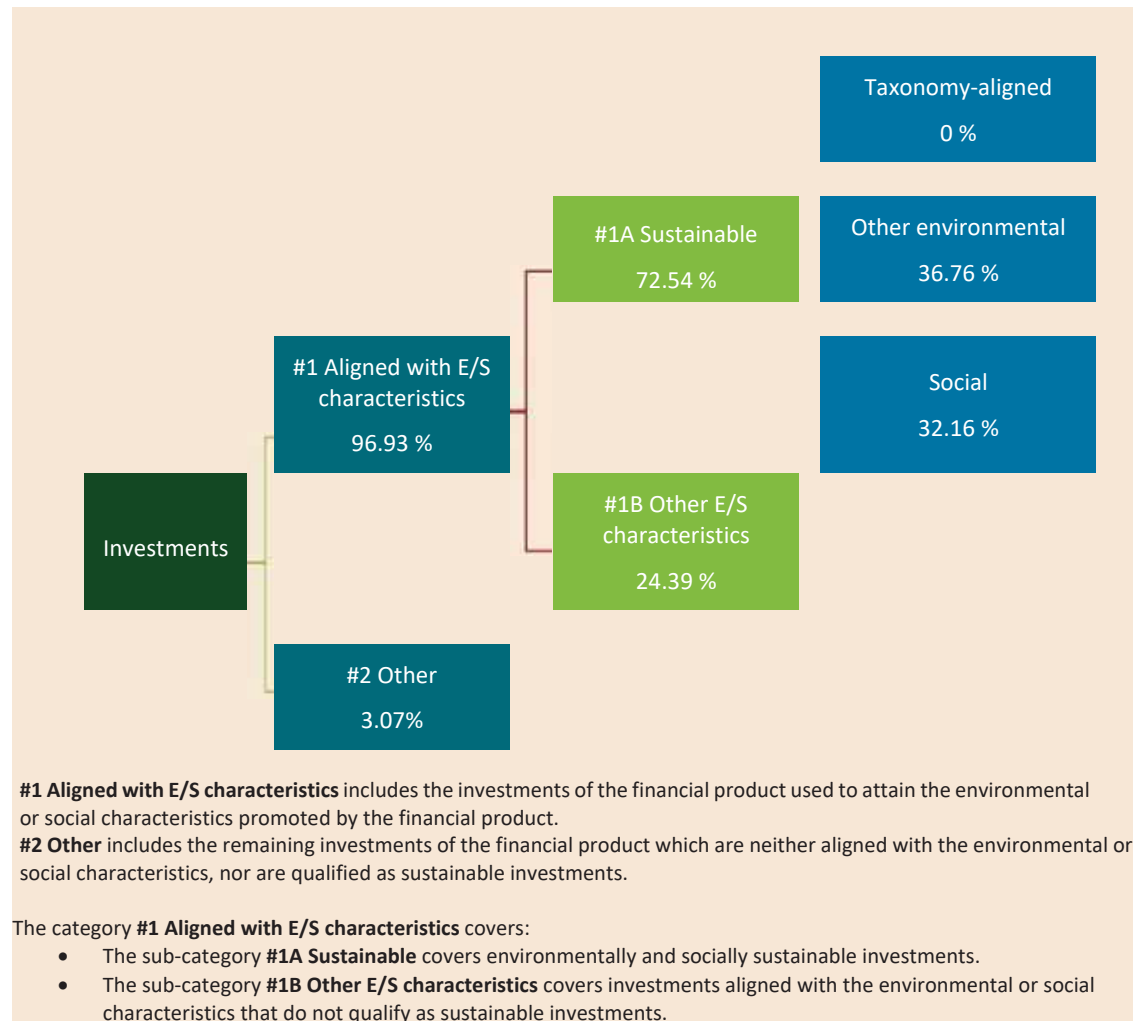 Taxonomy-aligned
0 %
#1A Sustainable
72.54 %
Other environmental
36.76 %
#1 Aligned with E/S
characteristics
96.93 %
Social
32.16 %
Investments
#1B Other E/S
characteristics
24.39 %
#2 Other
3.07%
#1 Aligned with E/S characteristics includes the investments of the financial product used to attain the environmental
or social characteristics promoted by the financial product.
#2 Other includes the remaining investments of the financial product which are neither aligned with the environmental or
social characteristics, nor are qualified as sustainable investments.
The category #1 Aligned with E/S characteristics covers:
• The sub-category #1A Sustainable covers environmentally and socially sustainable investments.
• The sub-category #1B Other E/S characteristics covers investments aligned with the environmental or social
characteristics that do not qualify as sustainable investments.